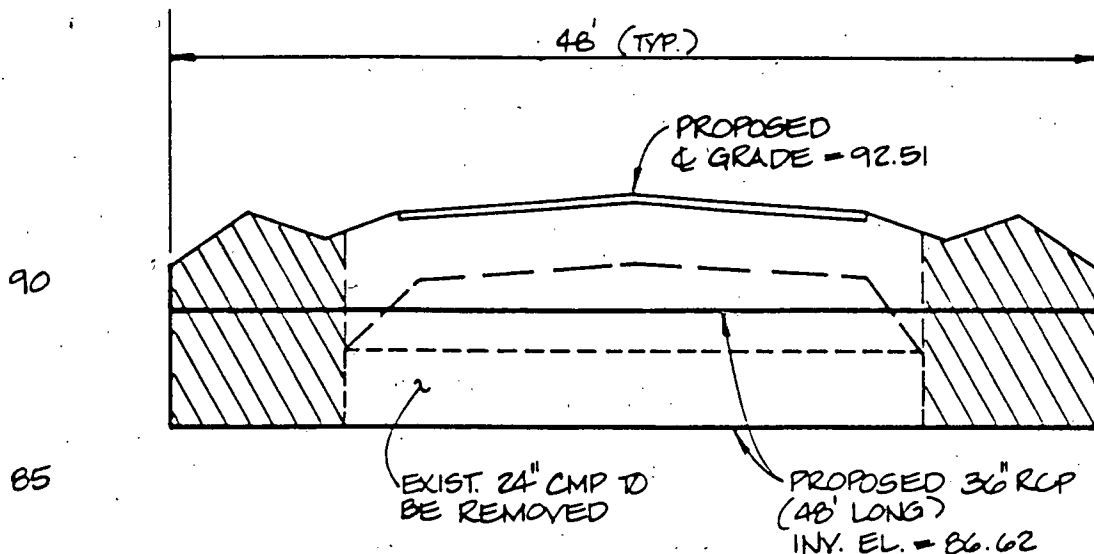 48' (TYP.)
PROPOSED
℄ GRADE = 92.51
90
85
EXIST. 24" CMP TO
BE REMOVED
PROPOSED 36" RCP
(48' LONG)
INV. EL. = 86.62